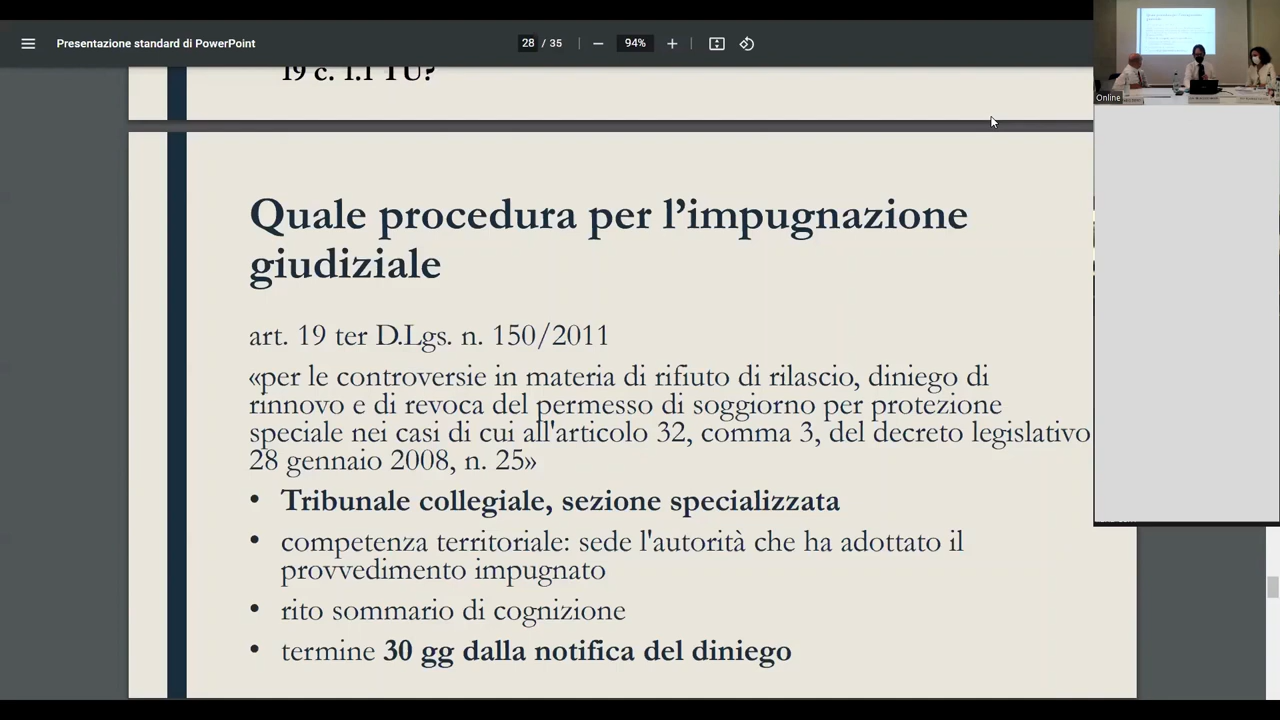 Presentazione standard di PowerPoint
28 / 35
94%
19 c. 1.1 TU?
Online
Quale procedura per l’impugnazione
giudiziale
art. 19 ter D.Lgs. n. 150/2011
«per le controversie in materia di rifiuto di rilascio, diniego di
rinnovo e di revoca del permesso di soggiorno per protezione
speciale nei casi di cui all'articolo 32, comma 3, del decreto legislativo
28 gennaio 2008, n. 25»
• Tribunale collegiale, sezione specializzata
• competenza territoriale: sede l'autorità che ha adottato il
provvedimento impugnato
• rito sommario di cognizione
• termine 30 gg dalla notifica del diniego